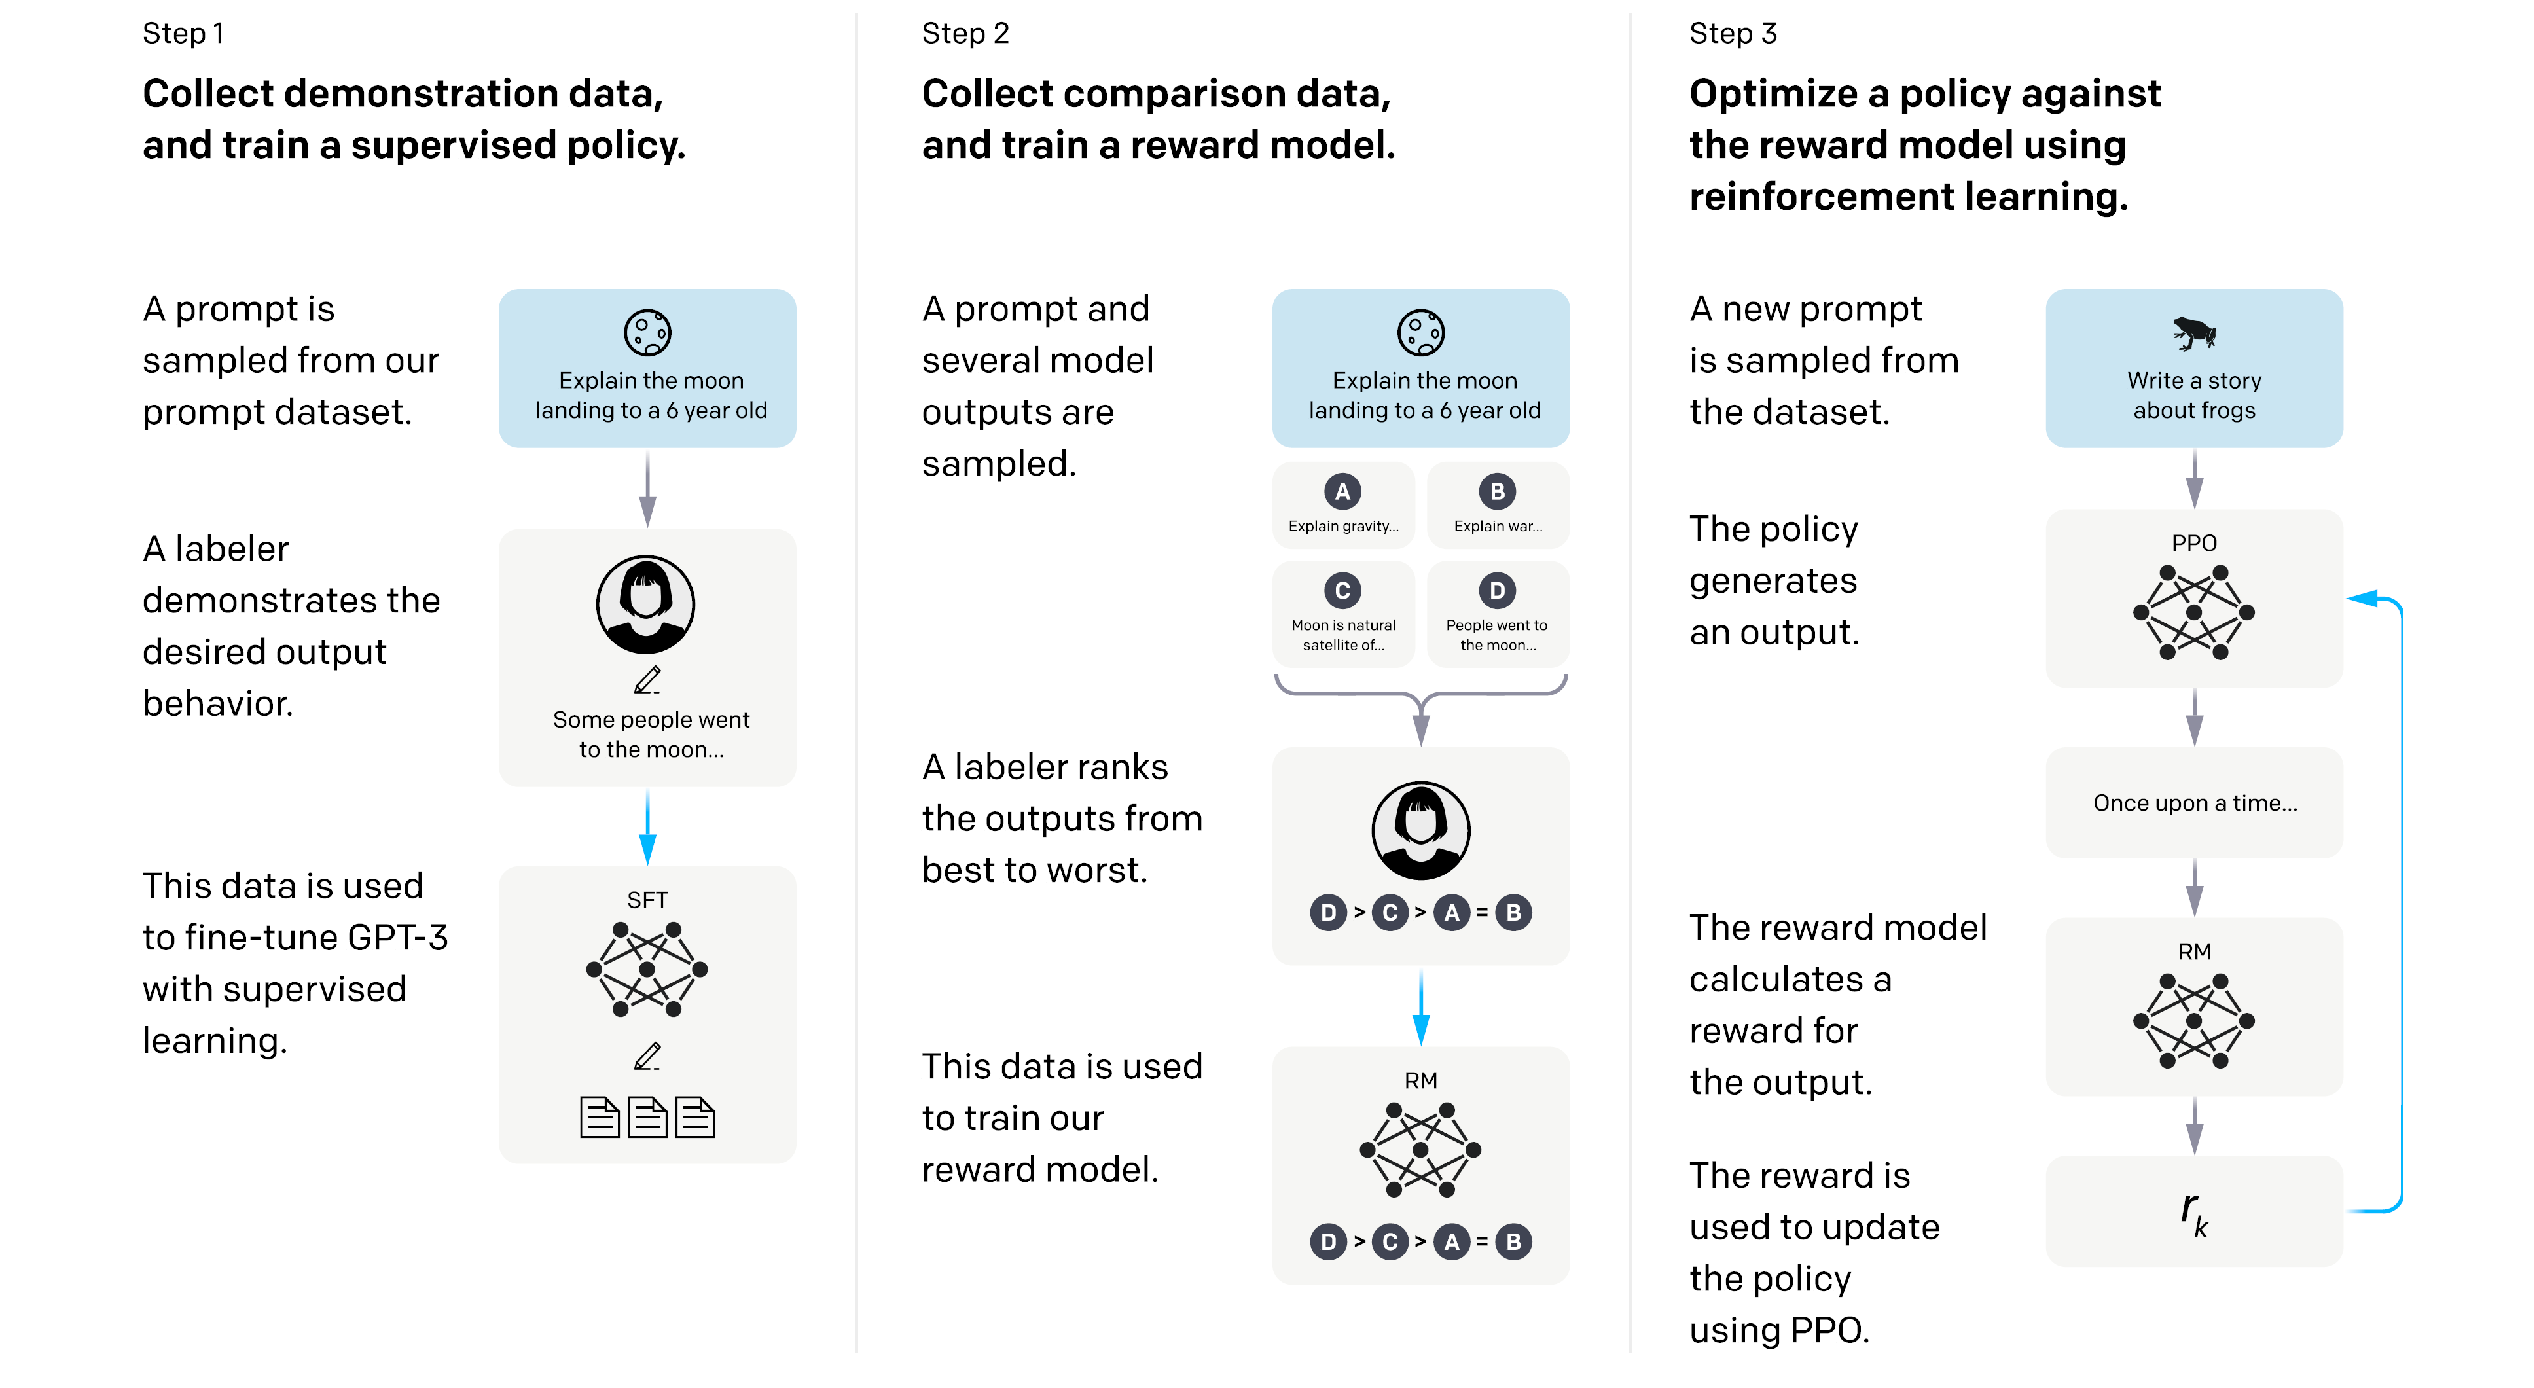 Step 1
Collect demonstration data,
and train a supervised policy.
A prompt is
sampled from our
prompt dataset.
Explain the moon
landing to a 6 year old
A labeler
demonstrates the
desired output
behavior.
Some people went
to the moon...
This data is used
to fine-tune GPT-3
with supervised
learning.
SFT
Step 2
Collect comparison data,
and train a reward model.
A prompt and
several model
outputs are
sampled.
Explain the moon
landing to a 6 year old
A
Explain gravity...
B
Explain war...
C
Moon is natural
satellite of...
D
People went to
the moon...
A labeler ranks
the outputs from
best to worst.
D > C > A = B
This data is used
to train our
reward model.
RM
D > C > A = B
Step 3
Optimize a policy against
the reward model using
reinforcement learning.
A new prompt
is sampled from
the dataset.
Write a story
about frogs
The policy
generates
an output.
PPO
Once upon a time...
The reward model
calculates a
reward for
the output.
RM
The reward is
used to update
the policy
using PPO.
r_k